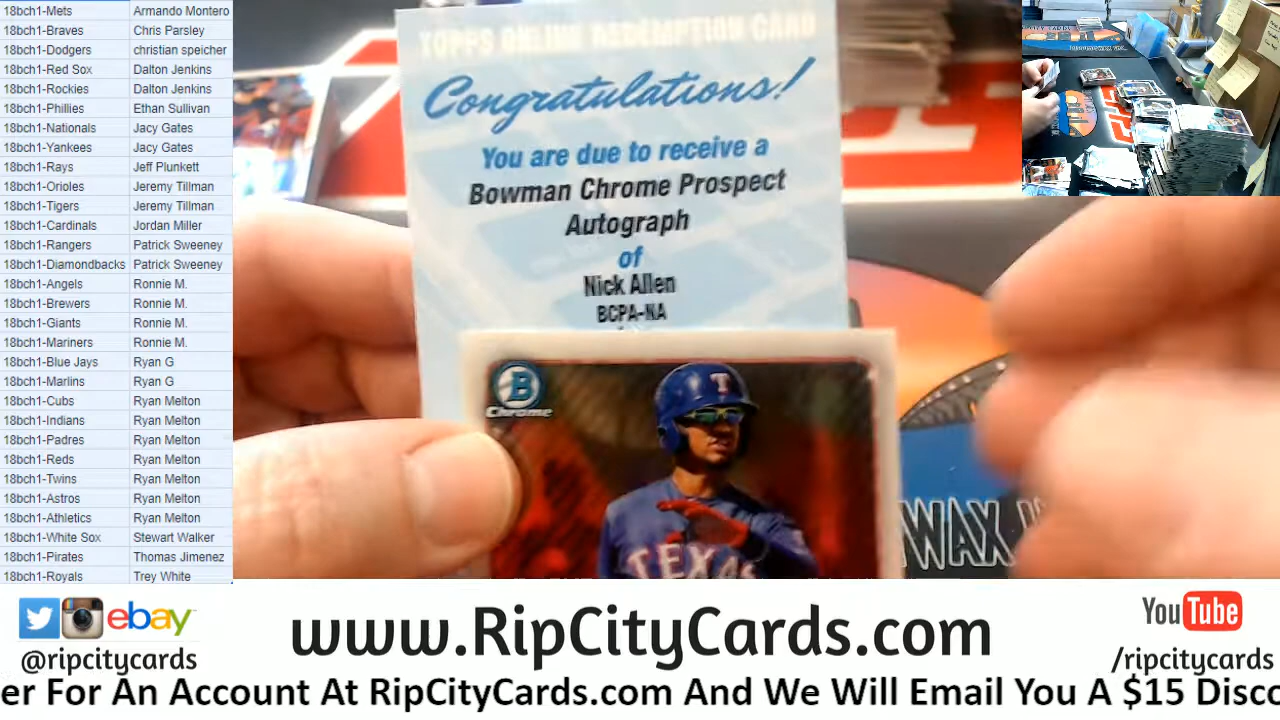 18bch1-Mets Armando Montero
18bch1-Braves Chris Parsley
18bch1-Dodgers christian speicher
18bch1-Red Sox Dalton Jenkins
18bch1-Rockies Dalton Jenkins
18bch1-Phillies Ethan Sullivan
18bch1-Nationals Jacy Gates
18bch1-Yankees Jacy Gates
18bch1-Rays Jeff Plunkett
18bch1-Orioles Jeremy Tillman
18bch1-Tigers Jeremy Tillman
18bch1-Cardinals Jordan Miller
18bch1-Rangers Patrick Sweeney
18bch1-Diamondbacks Patrick Sweeney
18bch1-Angels Ronnie M.
18bch1-Brewers Ronnie M.
18bch1-Giants Ronnie M.
18bch1-Mariners Ronnie M.
18bch1-Blue Jays Ryan G
18bch1-Marlins Ryan G
18bch1-Cubs Ryan Melton
18bch1-Indians Ryan Melton
18bch1-Padres Ryan Melton
18bch1-Reds Ryan Melton
18bch1-Twins Ryan Melton
18bch1-Astros Ryan Melton
18bch1-Athletics Ryan Melton
18bch1-White Sox Stewart Walker
18bch1-Pirates Thomas Jimenez
18bch1-Royals Trey White
TOPPS ONLINE REDEMPTION CARD
Congratulations!
You are due to receive a
Bowman Chrome Prospect
Autograph
of
Nick Allen
BCPA-NA
B
Chrome
T
TEXAS
WAX
ebay
@ripcitycards
www.RipCityCards.com
YouTube
/ripcitycards
er For An Account At RipCityCards.com And We Will Email You A $15 Disco